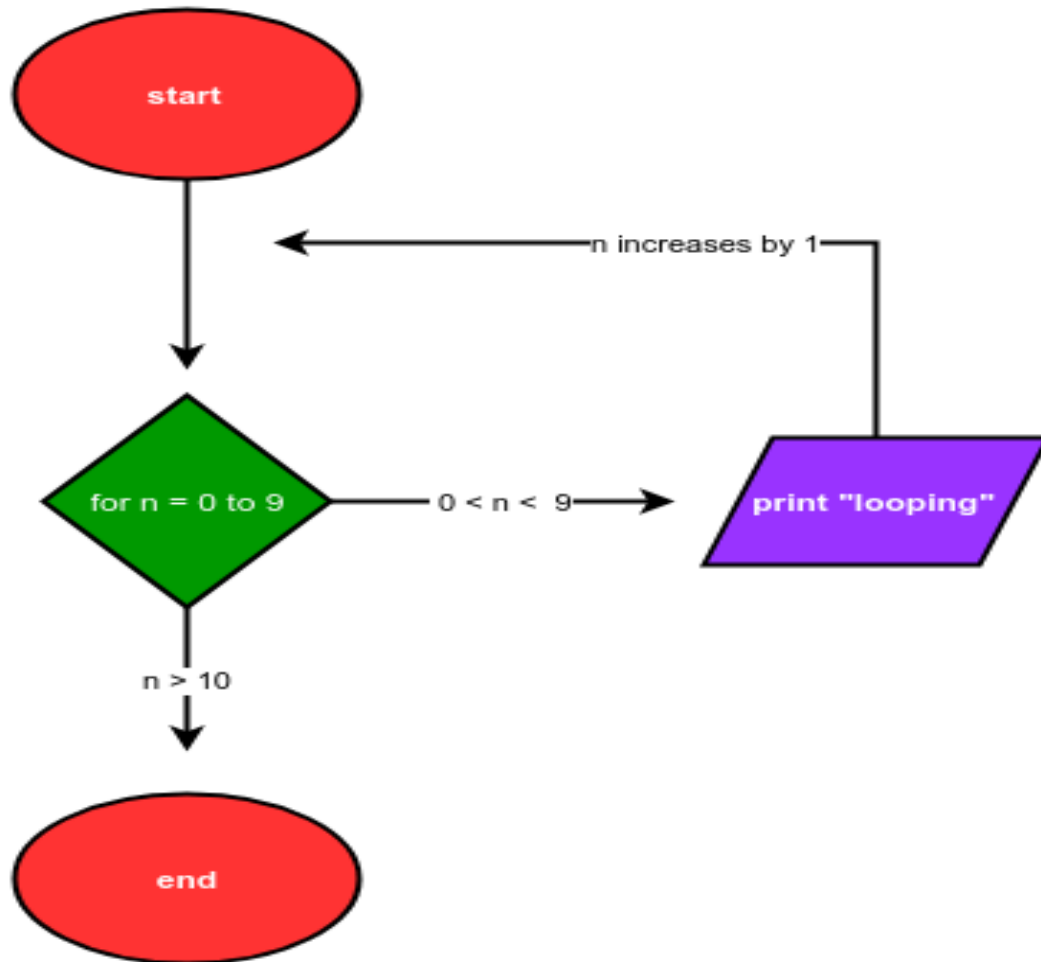 start
n increases by 1
for n = 0 to 9
0 < n <  9
print "looping"
n > 10
end